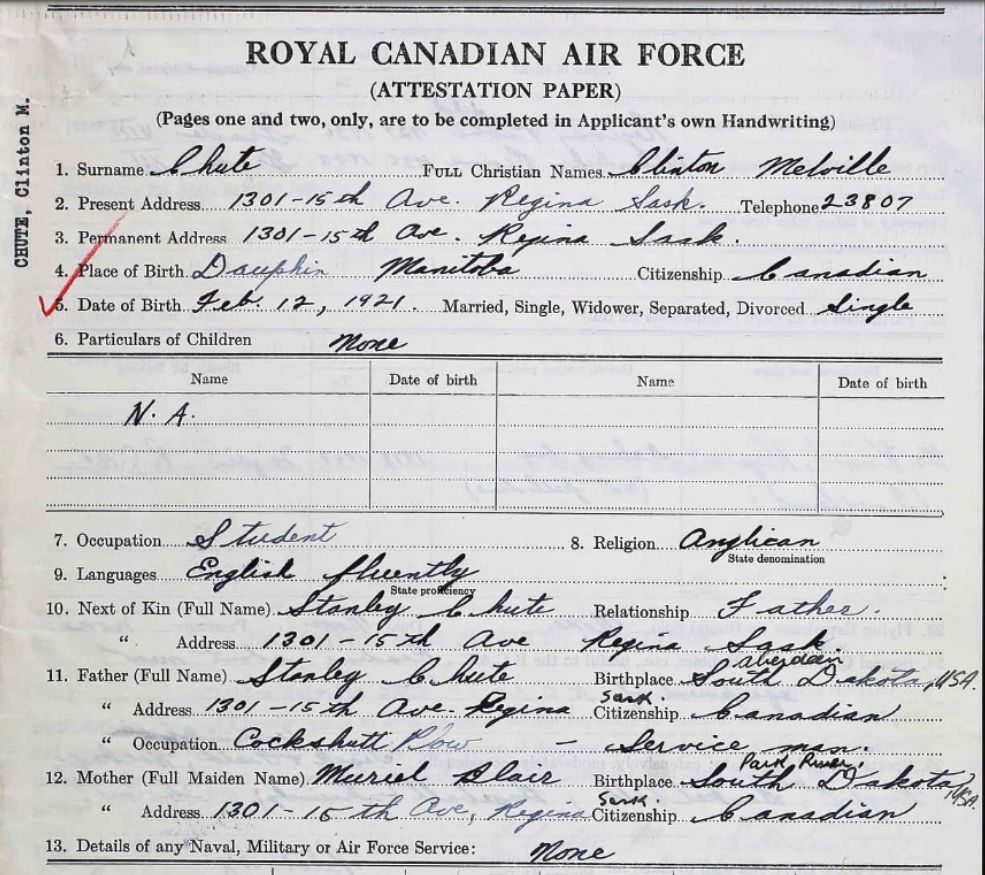 CHUTE, Clinton M.
ROYAL CANADIAN AIR FORCE
(ATTESTATION PAPER)
(Pages one and two, only, are to be completed in Applicant's own Handwriting)
1. Surname Chute Full Christian Names Clinton Melville
2. Present Address 1301-15th Ave. Regina Sask. Telephone 23807
3. Permanent Address 1301-15th Ave. Regina Sask.
4. Place of Birth Dauphin Manitoba Citizenship Canadian
5. Date of Birth Feb. 12, 1921. Married, Single, Widower, Separated, Divorced Single
6. Particulars of Children None
Name Date of birth Name Date of birth
N. A.
7. Occupation Student 8. Religion Anglican
State denomination
9. Languages English fluently
State proficiency
10. Next of Kin (Full Name) Stanley Chute Relationship Father.
" Address 1301-15th Ave Regina Sask.
Aberdeen
11. Father (Full Name) Stanley Chute Birthplace South Dakota, USA.
" Address 1301-15th Ave. Regina Sask. Citizenship Canadian
" Occupation Cockshutt Plow - Service man.
Park River.
12. Mother (Full Maiden Name) Muriel Blair Birthplace South Dakota, USA.
" Address 1301-15th Ave, Regina Sask. Citizenship Canadian
13. Details of any Naval, Military or Air Force Service: None